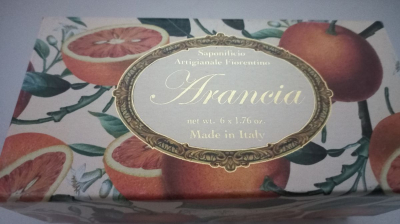 Saponificio
Artigianale Fiorentino
Arancia
net wt. 6 x 1.76 oz.
Made in Italy